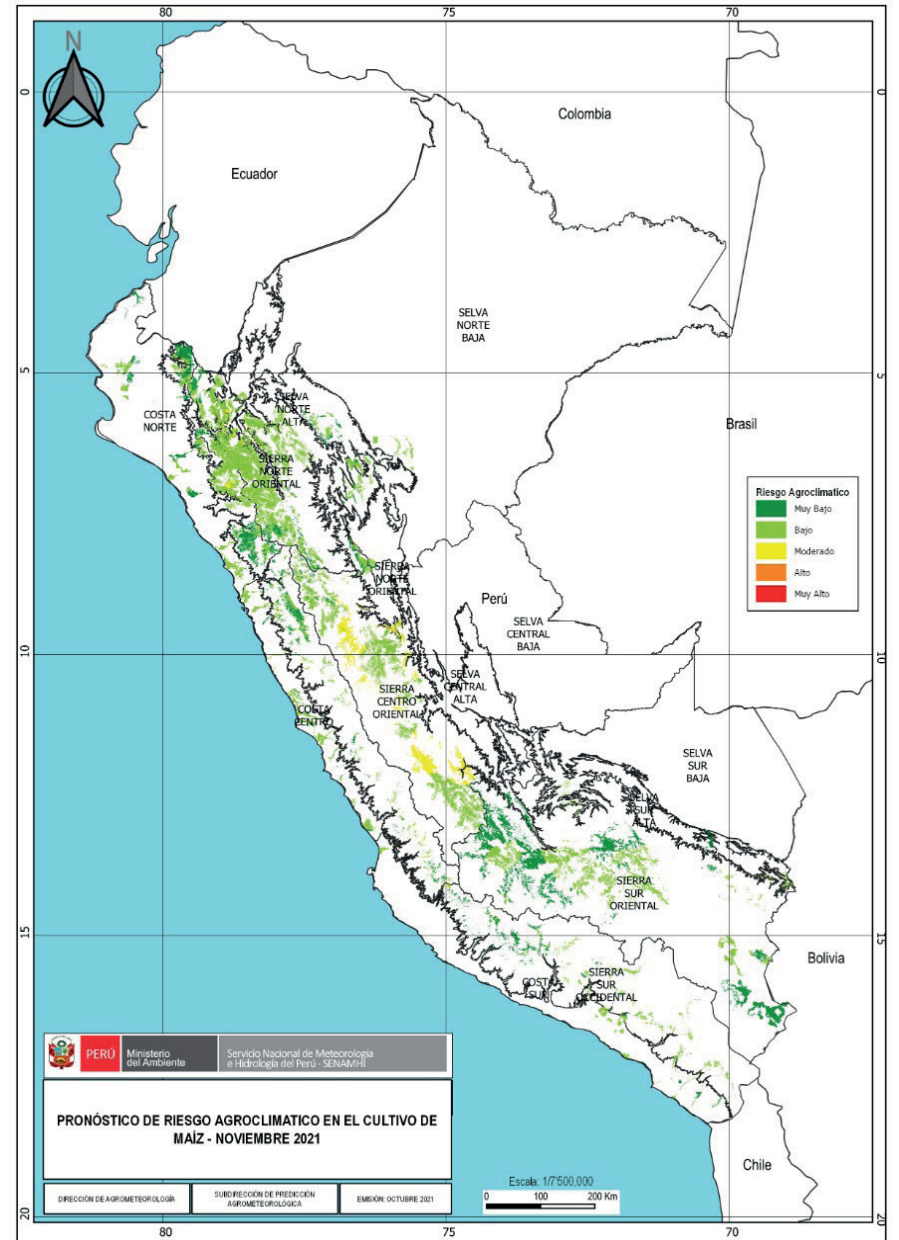 80
75
70
N
0
0
Colombia
Ecuador
SELVA
NORTE
BAJA
5
5
COSTA
NORTE
SELVA
NORTE
ALTA
Brasil
SIERRA
NORTE
ORIENTAL
Riesgo Agroclimatico
Muy Bajo
Bajo
Moderado
Alto
Muy Alto
SIERRA
NORTE
ORIENTAL
Perú
SELVA
CENTRAL
BAJA
10
10
SELVA
CENTRAL
ALTA
SIERRA
CENTRO
ORIENTAL
COSTA
CENTRO
SELVA
SUR
BAJA
SELVA
SUR
ALTA
SIERRA
SUR
ORIENTAL
15
15
Bolivia
COSTA
SUR
SIERRA
SUR
OCCIDENTAL
PERÚ
Ministerio
del Ambiente
Servicio Nacional de Meteorología
e Hidrología del Perú - SENAMHI
PRONÓSTICO DE RIESGO AGROCLIMATICO EN EL CULTIVO DE
MAÍZ - NOVIEMBRE 2021
Chile
DIRECCIÓN DE AGROMETEOROLOGÍA
SUBDIRECCIÓN DE PREDICCIÓN
AGROMETEOROLÓGICA
EMISIÓN: OCTUBRE 2021
Escala: 1/7'500.000
0 100 200 Km
20
20
80
75
70